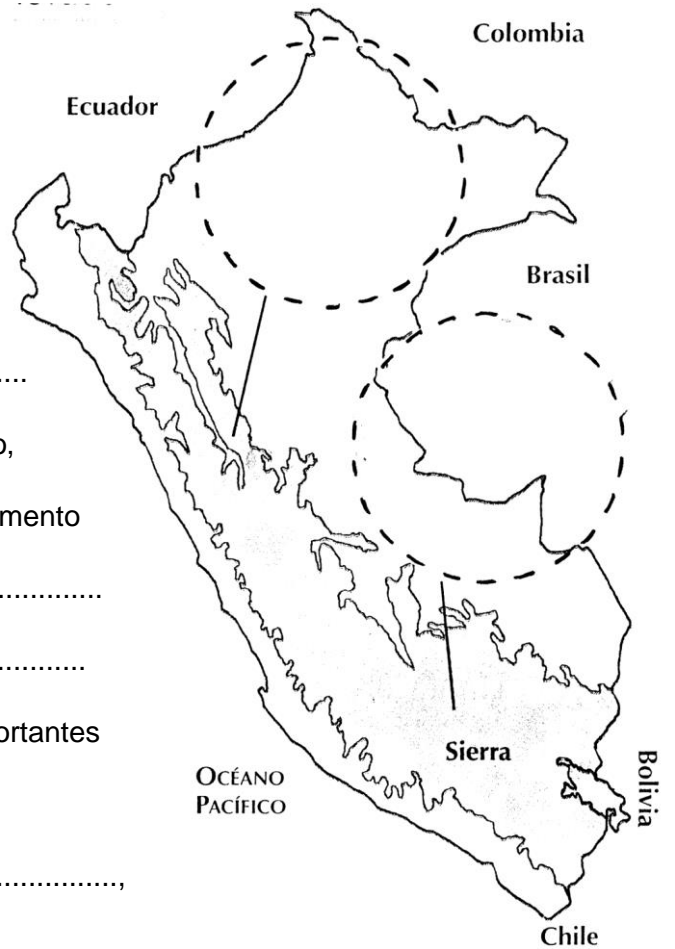 Colombia
Ecuador
Brasil
....
o,
mento
.............
............
ortantes
Sierra
OCÉANO
PACÍFICO
Bolivia
...............,
Chile